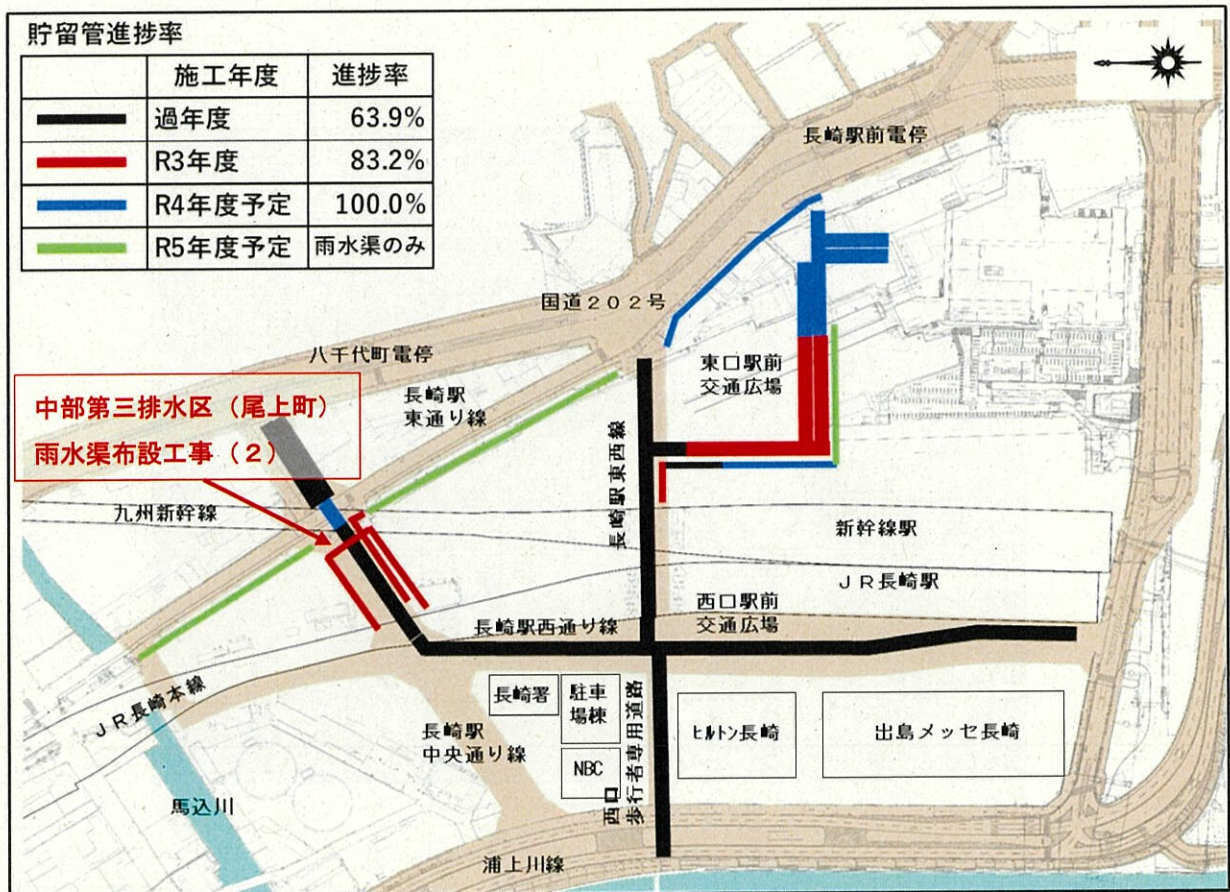 貯留管進捗率
施工年度 進捗率
過年度 63.9%
R3年度 83.2%
R4年度予定 100.0%
R5年度予定 雨水渠のみ
長崎駅前電停
国道202号
八千代町電停
東口駅前
交通広場
長崎駅
東通り線
中部第三排水区(尾上町)
雨水渠布設工事(2)
長崎駅東西線
九州新幹線
新幹線駅
JR長崎駅
西口駅前
交通広場
長崎駅西通り線
JR長崎本線
長崎署
駐車
場棟
NBC
西口
歩行者専用道路
ヒルトン長崎
出島メッセ長崎
長崎駅
中央通り線
馬込川
浦上川線